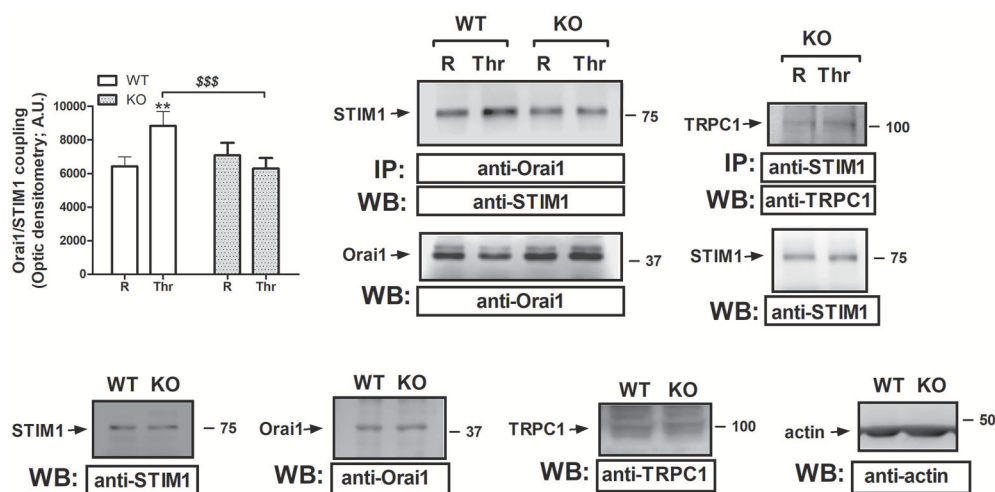 Orai1/STIM1 coupling
(Optic densitometry; A.U.)
WT
KO
$$$
**
10000
8000
6000
4000
2000
0
R Thr R Thr
WT KO
R Thr R Thr
STIM1 75
IP: anti-Orai1
WB: anti-STIM1
Orai1 37
WB: anti-Orai1
KO
R Thr
TRPC1 100
IP: anti-STIM1
WB: anti-TRPC1
STIM1 75
WB: anti-STIM1
WT KO
STIM1 75
WB: anti-STIM1
WT KO
Orai1 37
WB: anti-Orai1
WT KO
TRPC1 100
WB: anti-TRPC1
WT KO
actin 50
WB: anti-actin